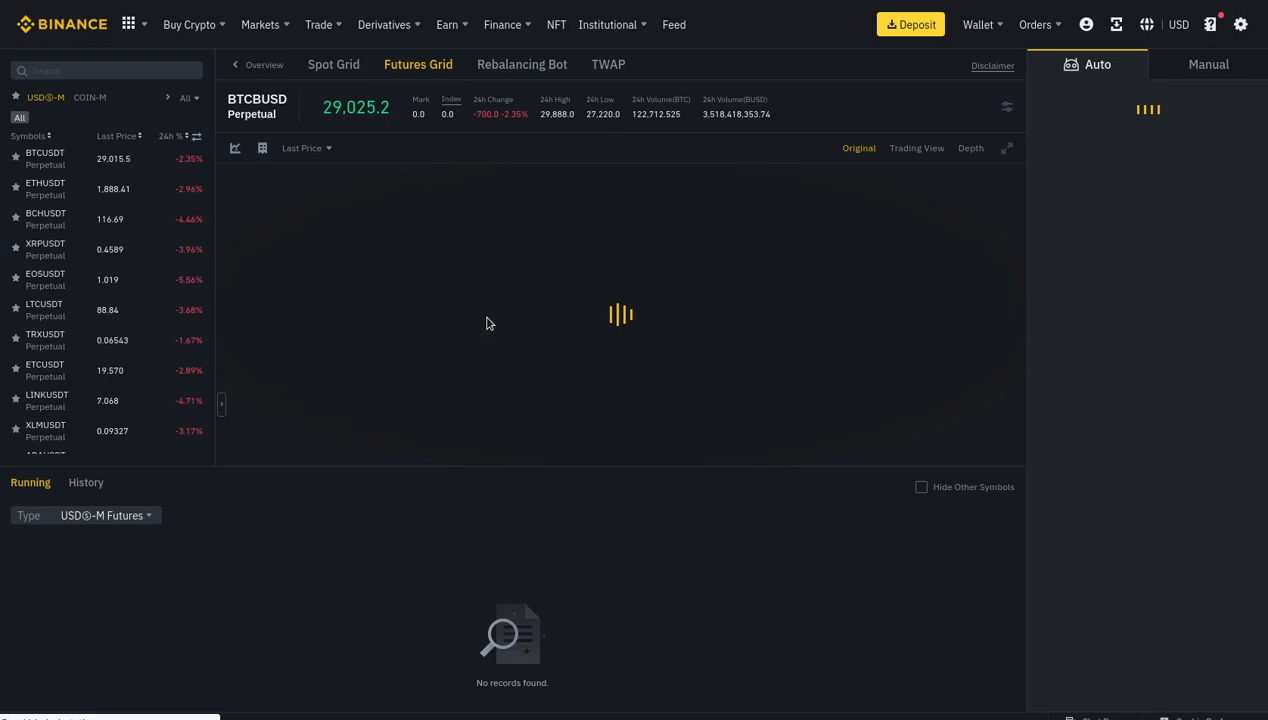 BINANCE Buy Crypto Markets Trade Derivatives Earn Finance NFT Institutional Feed Deposit Wallet Orders USD
Search
Overview Spot Grid Futures Grid Rebalancing Bot TWAP Disclaimer
Auto Manual
USDⓈ-M COIN-M All
All
Symbols Last Price 24h %
BTCBUSD
Perpetual
29,025.2
Mark Index 24h Change 24h High 24h Low 24h Volume(BTC) 24h Volume(BUSD)
0.0 0.0 -700.0 -2.35% 29,888.0 27,220.0 122,712.525 3,518,418,353.74
Last Price Original Trading View Depth
BTCUSDT
Perpetual 29,015.5 -2.35%
ETHUSDT
Perpetual 1,888.41 -2.96%
BCHUSDT
Perpetual 116.69 -4.46%
XRPUSDT
Perpetual 0.4589 -3.96%
EOSUSDT
Perpetual 1.019 -5.56%
LTCUSDT
Perpetual 88.84 -3.68%
TRXUSDT
Perpetual 0.06543 -1.67%
ETCUSDT
Perpetual 19.570 -2.89%
LINKUSDT
Perpetual 7.068 -4.71%
XLMUSDT
Perpetual 0.09327 -3.17%
Running History
Hide Other Symbols
Type USDⓈ-M Futures
No records found.